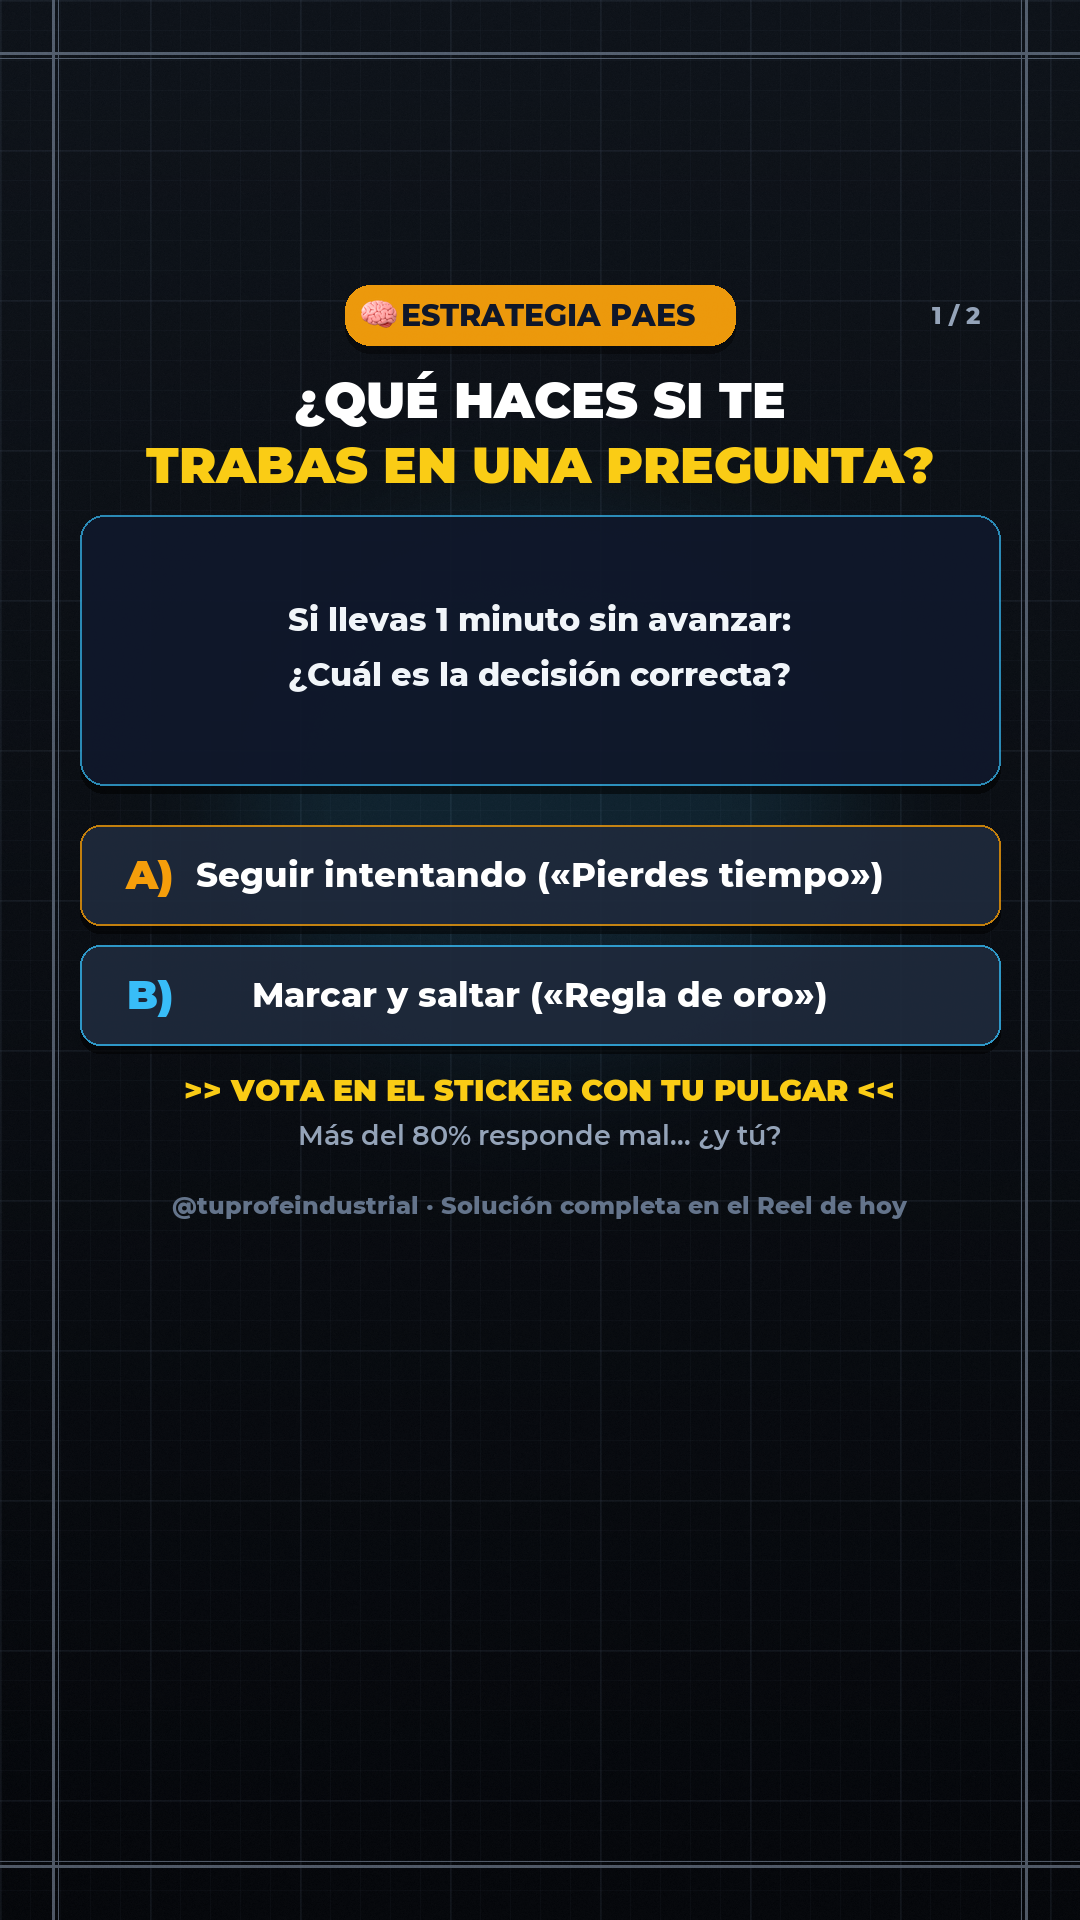 🧠 ESTRATEGIA PAES
1 / 2
¿QUÉ HACES SI TE
TRABAS EN UNA PREGUNTA?
Si llevas 1 minuto sin avanzar:
¿Cuál es la decisión correcta?
A) Seguir intentando («Pierdes tiempo»)
B) Marcar y saltar («Regla de oro»)
>> VOTA EN EL STICKER CON TU PULGAR <<
Más del 80% responde mal... ¿y tú?
@tuprofeindustrial · Solución completa en el Reel de hoy